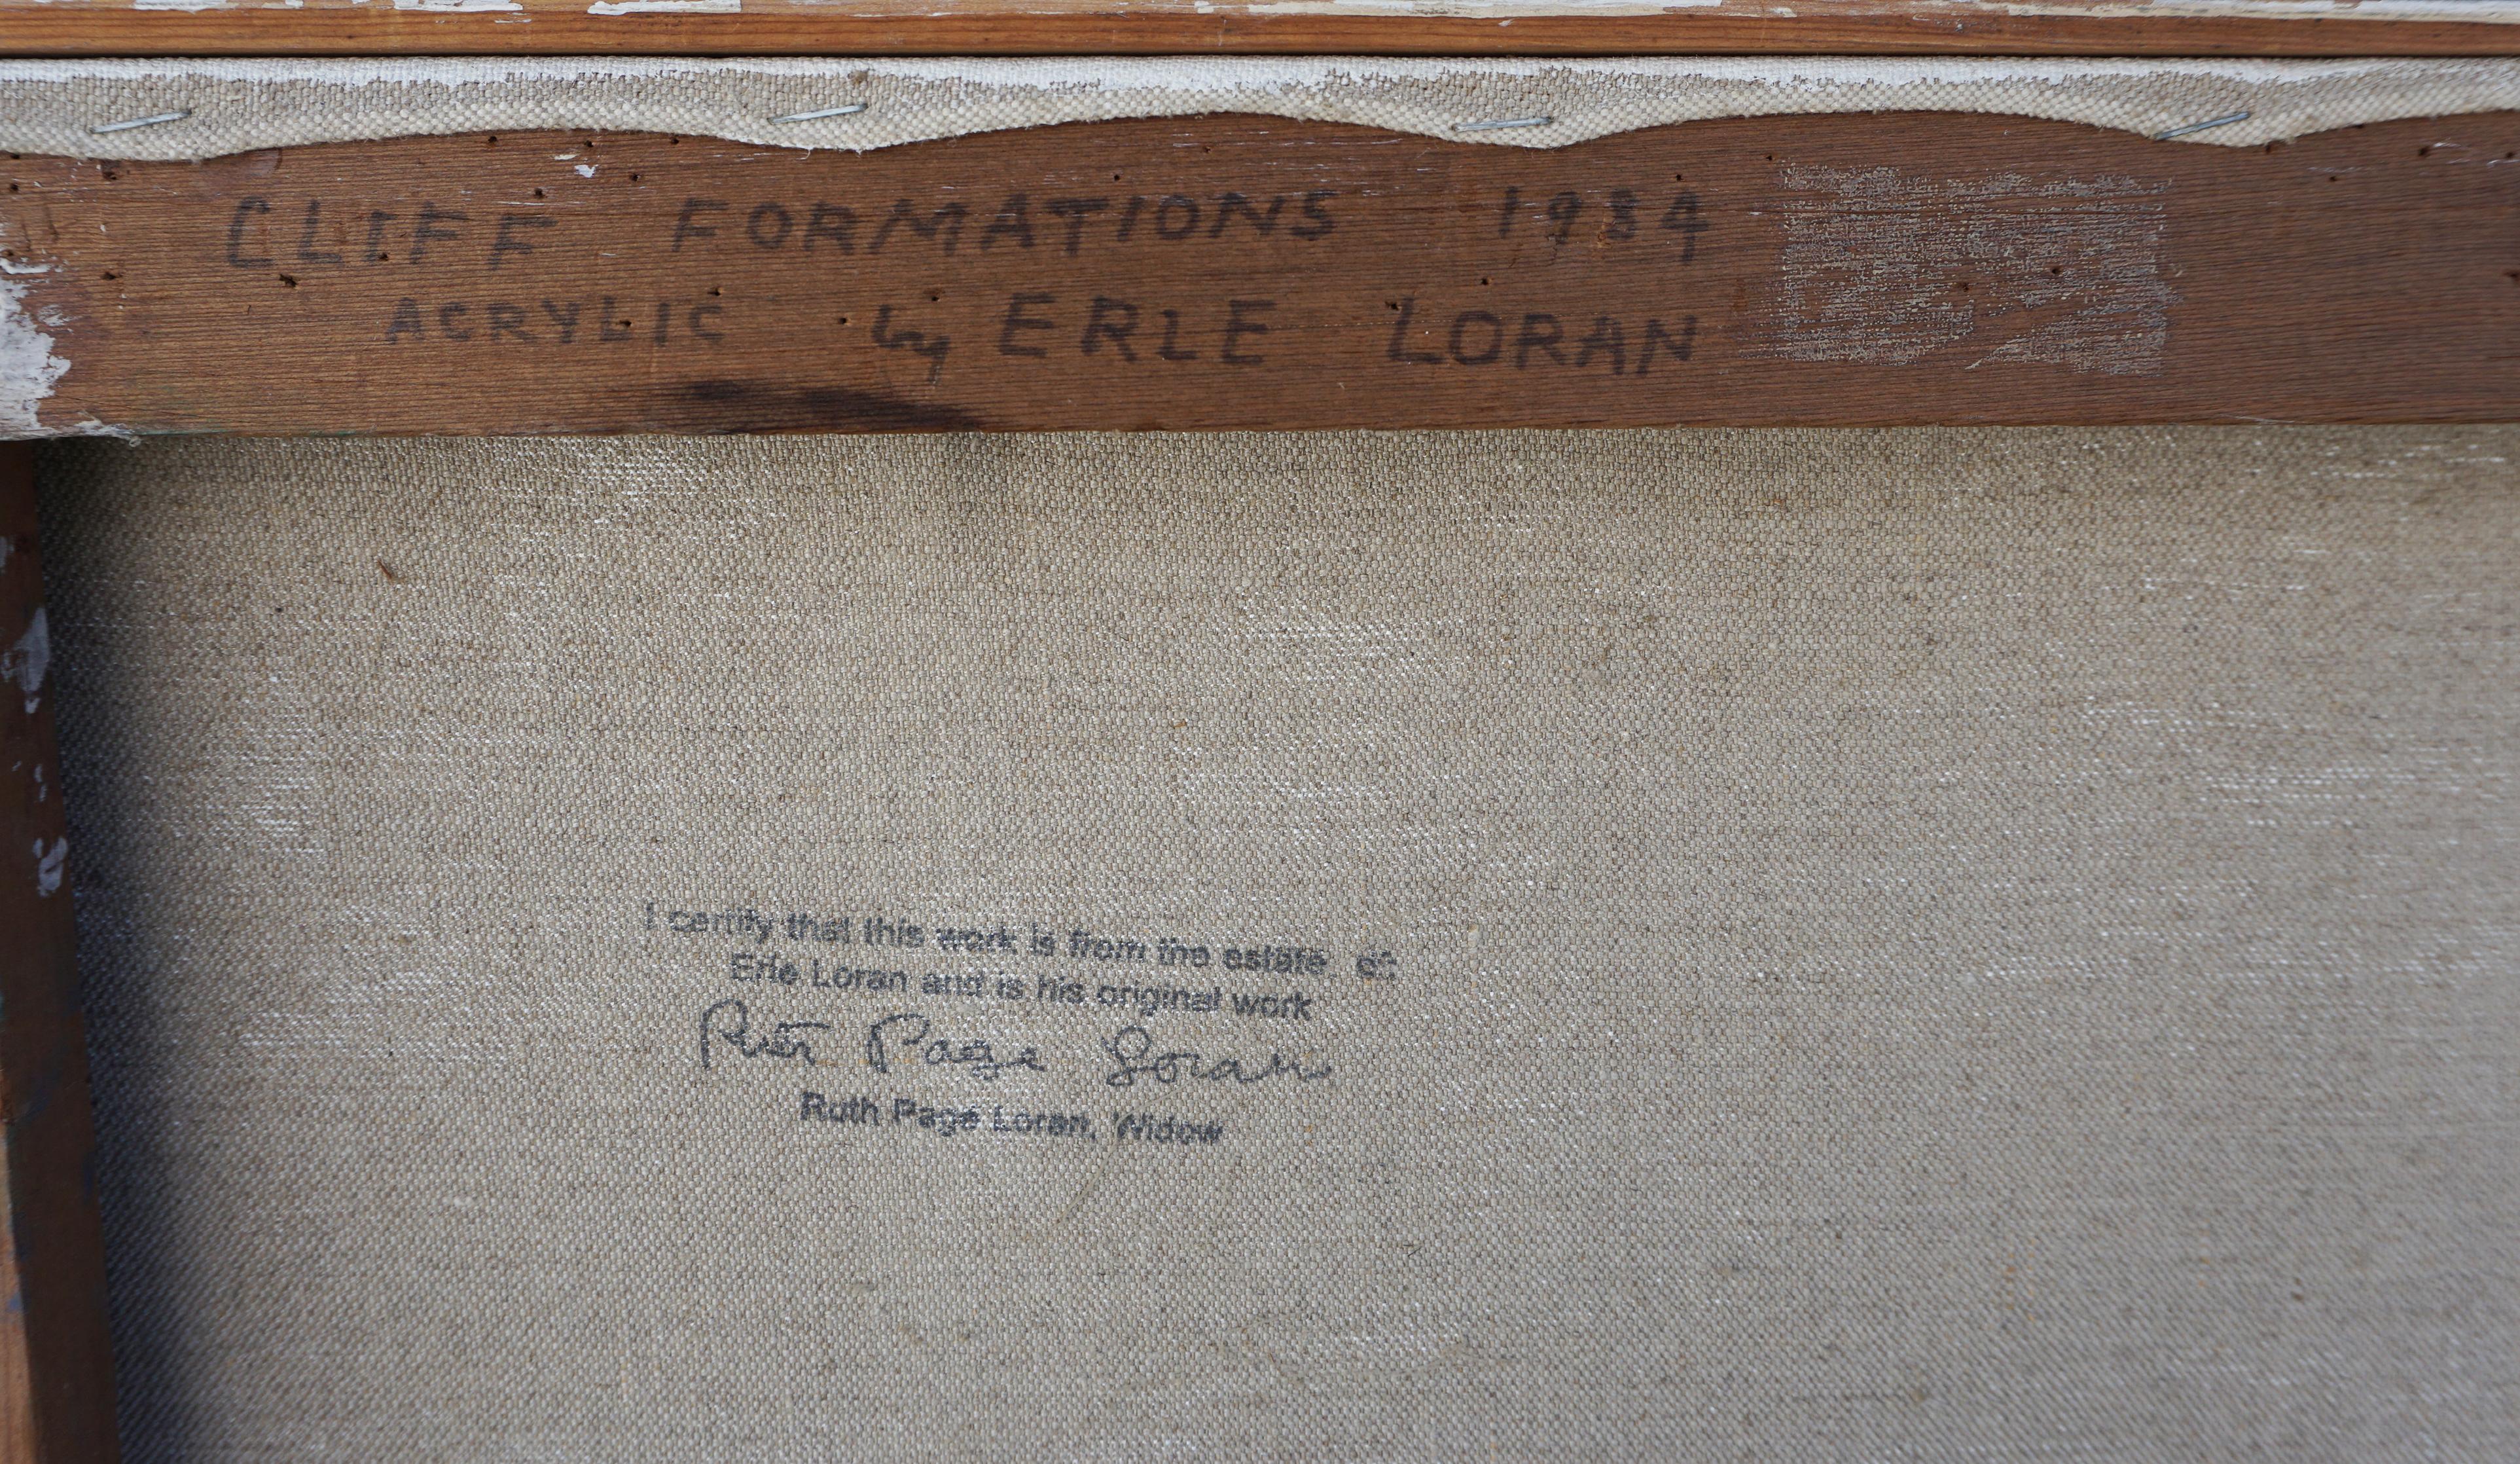 CLIFF FORMATIONS 1984
ACRYLIC by ERLE LORAN
I certify that this work is from the estate of
Erle Loran and is his original work
Ruth Page Loran
Ruth Page Loran, Widow